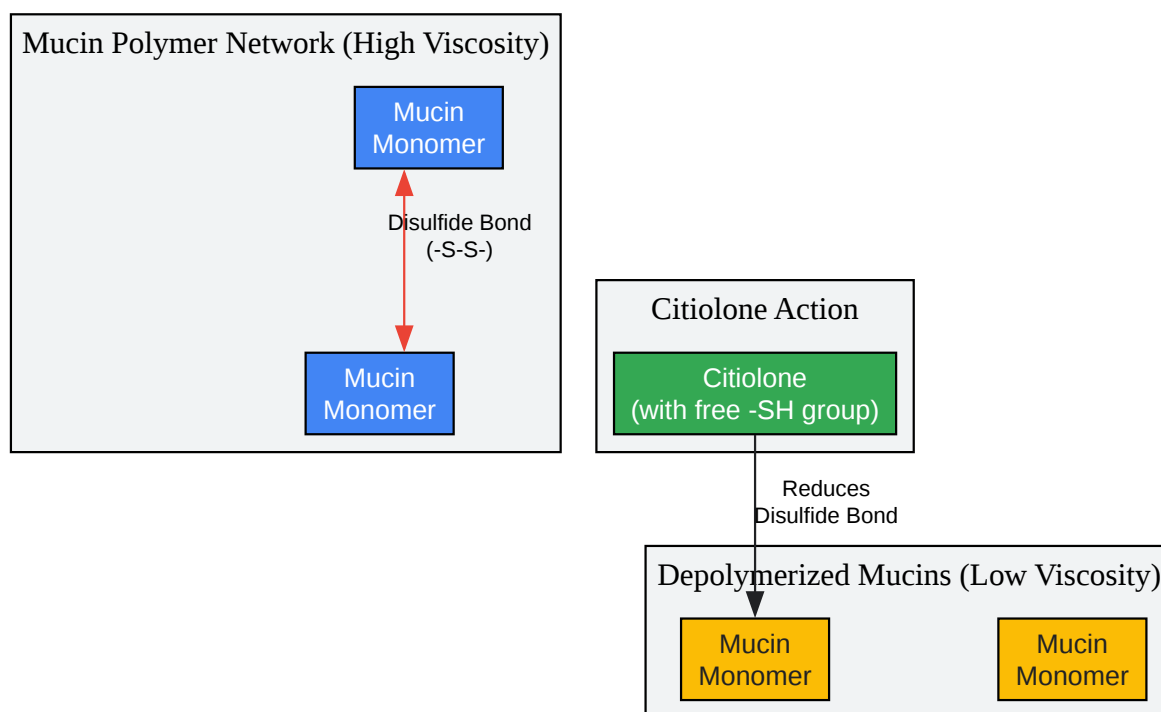 Mucin Polymer Network (High Viscosity)
Mucin
Monomer
Disulfide Bond
(-S-S-)
Mucin
Monomer
Citiolone Action
Citiolone
(with free -SH group)
Reduces
Disulfide Bond
Depolymerized Mucins (Low Viscosity)
Mucin
Monomer
Mucin
Monomer